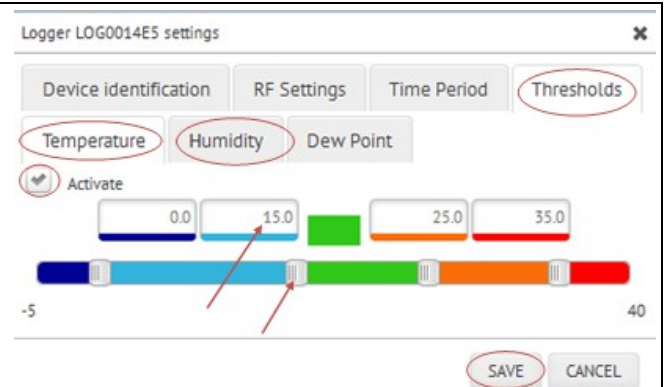 Logger LOG0014E5 settings
Device identification RF Settings Time Period Thresholds
Temperature Humidity Dew Point
Activate
0.0 15.0 25.0 35.0
-5 40
SAVE CANCEL